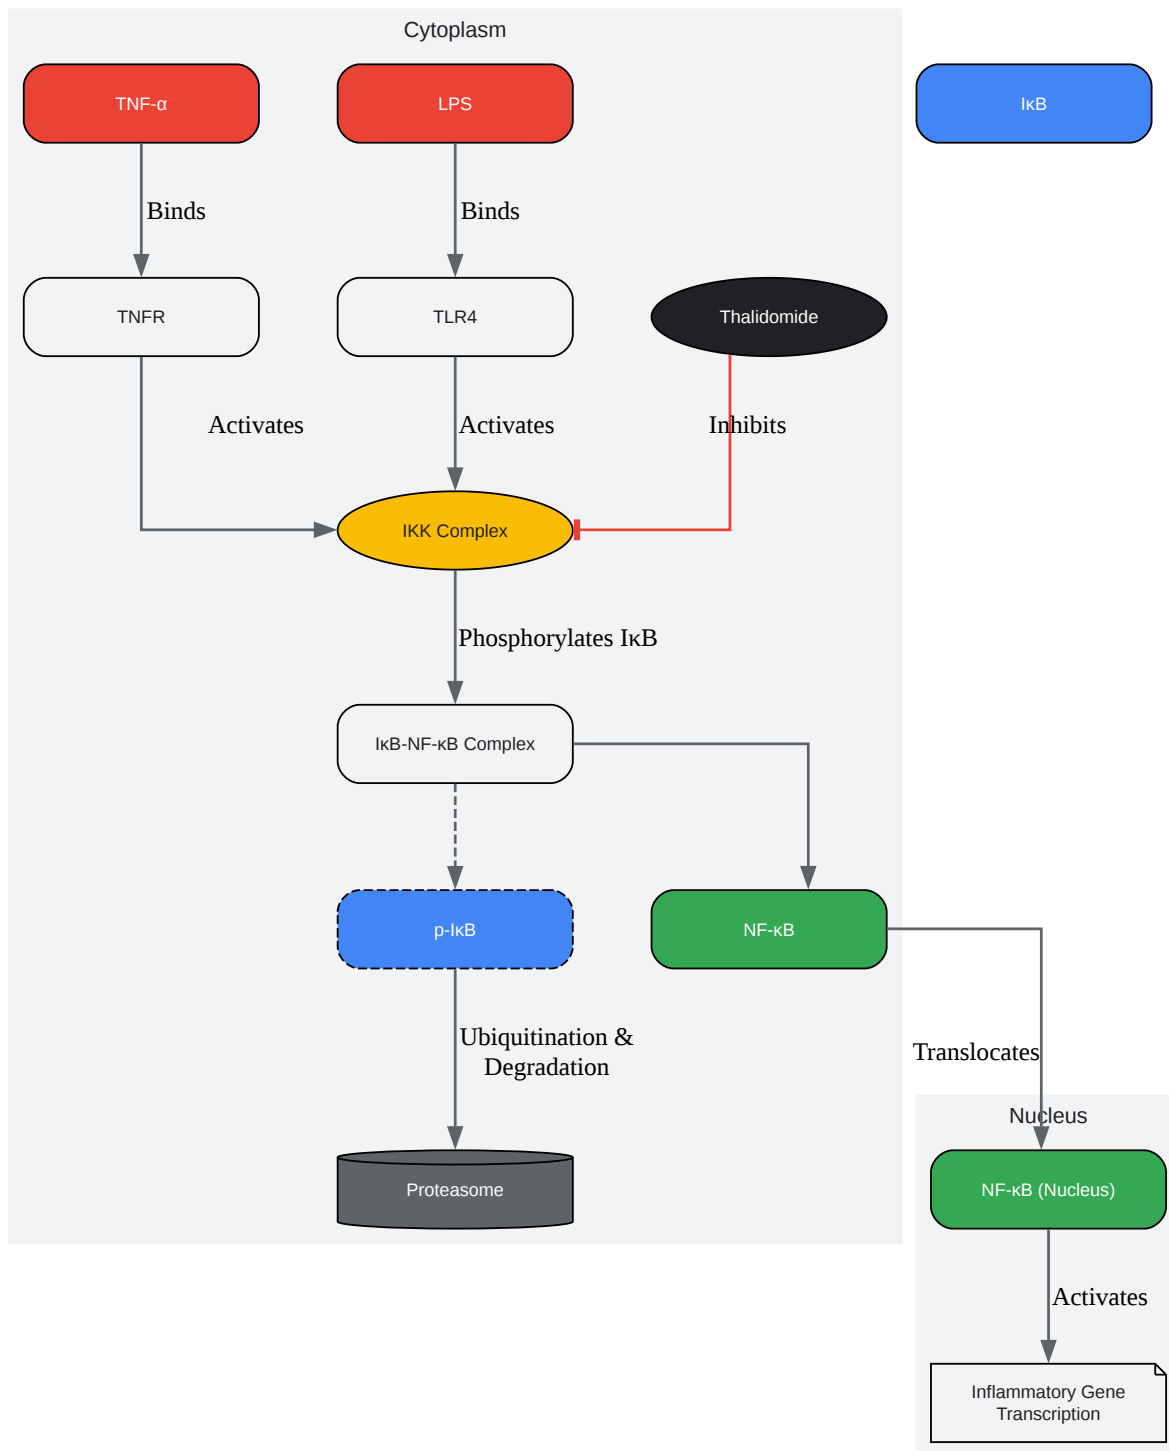 Cytoplasm
TNF-α
LPS
IκB
Binds
Binds
TNFR
TLR4
Thalidomide
Activates
Activates
Inhibits
IKK Complex
Phosphorylates IκB
IκB-NF-κB Complex
p-IκB
NF-κB
Ubiquitination &
Degradation
Translocates
Nucleus
Proteasome
NF-κB (Nucleus)
Activates
Inflammatory Gene
Transcription